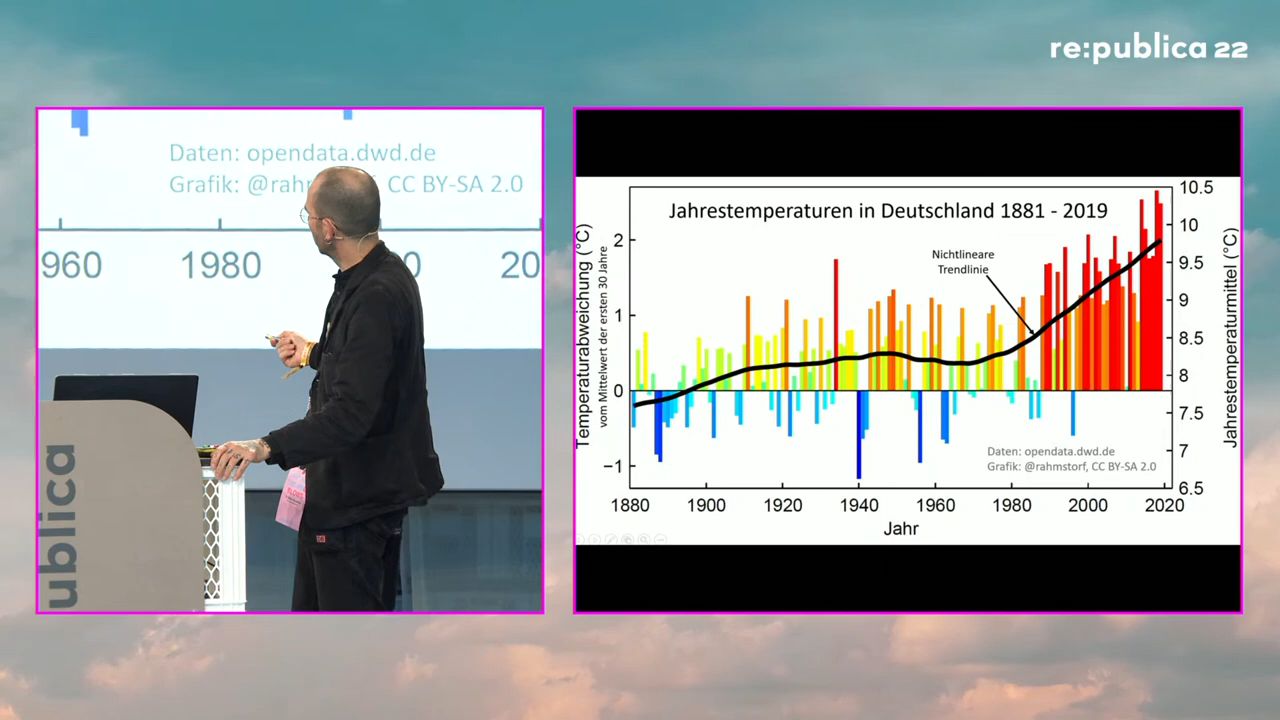 re:publica 22
Daten: opendata.dwd.de
Grafik: @rahm CC BY-SA 2.0
960 1980 0 20
ublica
Jahrestemperaturen in Deutschland 1881 - 2019
Nichtlineare
Trendlinie
Temperaturabweichung (°C)
vom Mittelwert der ersten 30 Jahre
2
1
0
−1
10.5
10
9.5
9
8.5
8
7.5
7
6.5
Jahrestemperaturmittel (°C)
Daten: opendata.dwd.de
Grafik: @rahmstorf, CC BY-SA 2.0
1880 1900 1920 1940 1960 1980 2000 2020
Jahr